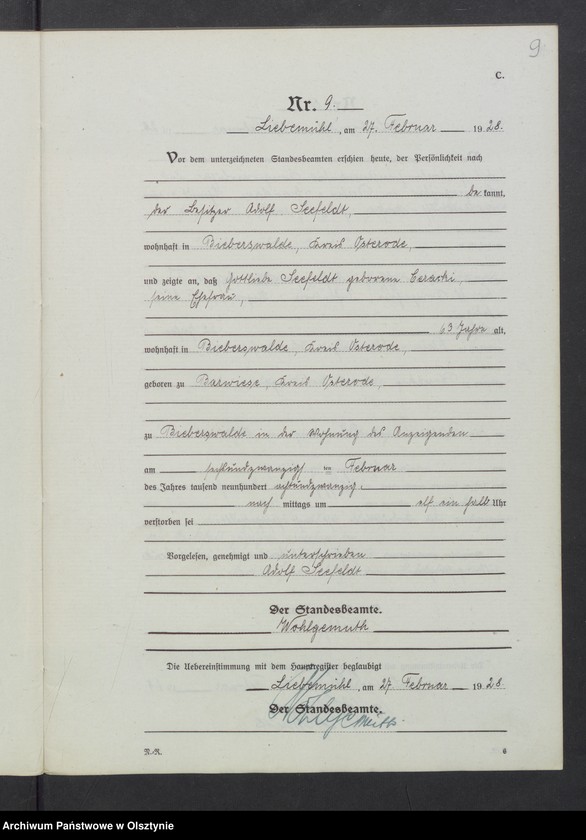 9
C.
Nr. 9.
Liebemühl, am 27. Februar 1928.
Vor dem unterzeichneten Standesbeamten erschien heute, der Persönlichkeit nach
bekannt,
der Besitzer Adolf Seefeldt,
wohnhaft in Bieberswalde, Kreis Osterode,
und zeigte an, daß Gottliebe Seefeldt geborene
seine Ehefrau,
63 Jahre alt,
wohnhaft in Bieberswalde, Kreis Osterode,
geboren zu Barwiese, Kreis Osterode,
zu Bieberswalde in der Wohnung des Anzeigenden
am sechsundzwanzigsten Februar
des Jahres tausend neunhundert achtundzwanzig
nach mittags um elf ein halb Uhr
verstorben sei
Vorgelesen, genehmigt und unterschrieben
Adolf Seefeldt
Der Standesbeamte.
Wohlgemuth
Die Uebereinstimmung mit dem Hauptregister beglaubigt
Liebemühl, am 27. Februar 1928.
Der Standesbeamte.
Wohlgemuth.
6
Archiwum Państwowe w Olsztynie